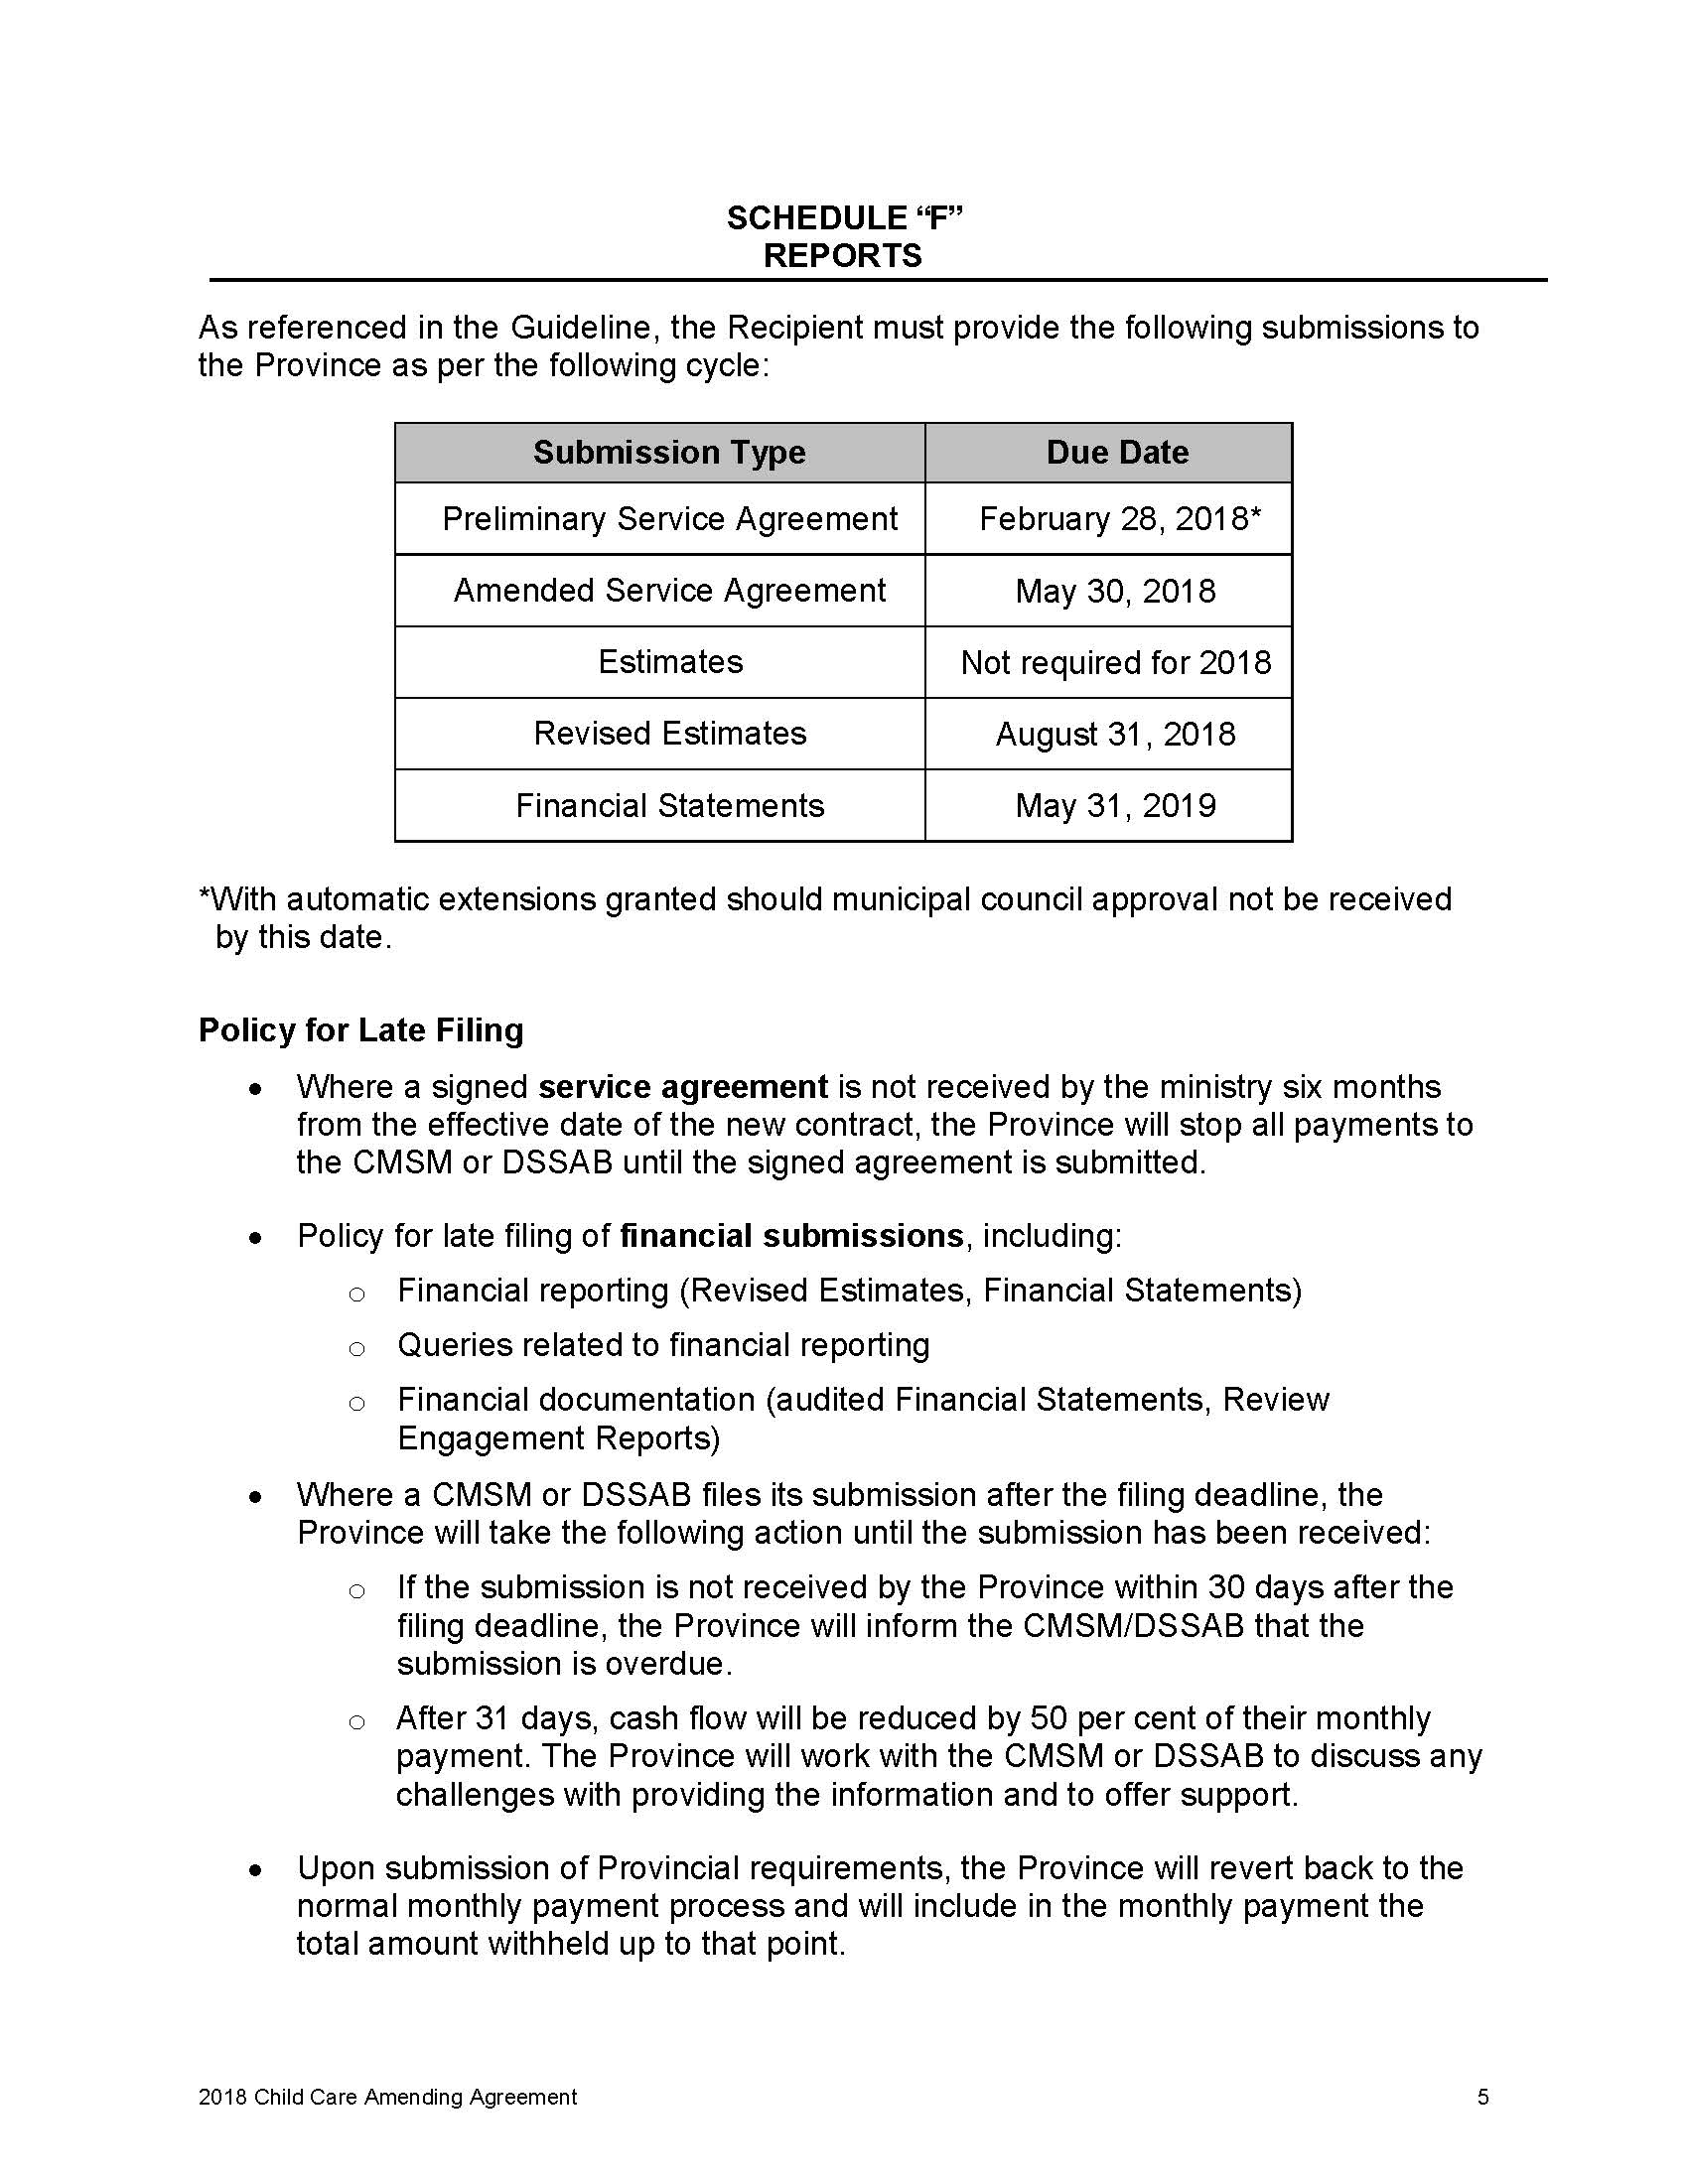 SCHEDULE “F”
REPORTS
As referenced in the Guideline, the Recipient must provide the following submissions to
the Province as per the following cycle:
Submission Type Due Date
Preliminary Service Agreement February 28, 2018*
Amended Service Agreement May 30, 2018
Estimates Not required for 2018
Revised Estimates August 31, 2018
Financial Statements May 31, 2019
*With automatic extensions granted should municipal council approval not be received
by this date.
Policy for Late Filing
• Where a signed service agreement is not received by the ministry six months
from the effective date of the new contract, the Province will stop all payments to
the CMSM or DSSAB until the signed agreement is submitted.
• Policy for late filing of financial submissions, including:
o Financial reporting (Revised Estimates, Financial Statements)
o Queries related to financial reporting
o Financial documentation (audited Financial Statements, Review
Engagement Reports)
• Where a CMSM or DSSAB files its submission after the filing deadline, the
Province will take the following action until the submission has been received:
o If the submission is not received by the Province within 30 days after the
filing deadline, the Province will inform the CMSM/DSSAB that the
submission is overdue.
o After 31 days, cash flow will be reduced by 50 per cent of their monthly
payment. The Province will work with the CMSM or DSSAB to discuss any
challenges with providing the information and to offer support.
• Upon submission of Provincial requirements, the Province will revert back to the
normal monthly payment process and will include in the monthly payment the
total amount withheld up to that point.
2018 Child Care Amending Agreement 5